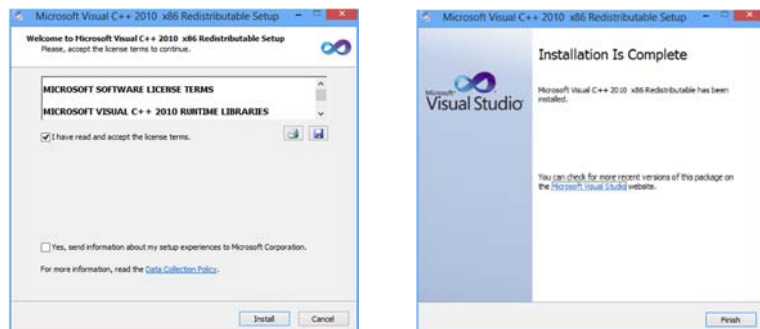 Microsoft Visual C++ 2010 x86 Redistributable Setup
Welcome to Microsoft Visual C++ 2010 x86 Redistributable Setup
Please, accept the license terms to continue.
MICROSOFT SOFTWARE LICENSE TERMS
MICROSOFT VISUAL C++ 2010 RUNTIME LIBRARIES
I have read and accept the license terms.
Yes, send information about my setup experiences to Microsoft Corporation.
For more information, read the Data Collection Policy.
Install
Cancel
Microsoft Visual C++ 2010 x86 Redistributable Setup
Microsoft
Visual Studio
Installation Is Complete
Microsoft Visual C++ 2010 x86 Redistributable has been
installed.
You can check for more recent versions of this package on
the Microsoft Visual Studio website.
Finish